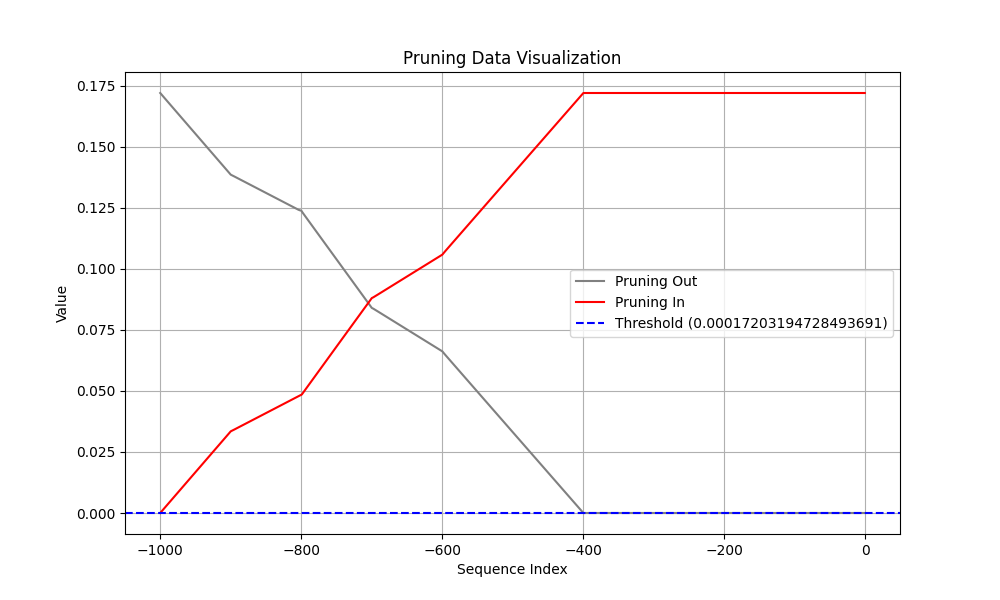 Pruning Data Visualization
Value
0.175
0.150
0.125
0.100
0.075
0.050
0.025
0.000
Pruning Out
Pruning In
Threshold (0.00017203194728493691)
−1000 −800 −600 −400 −200 0
Sequence Index